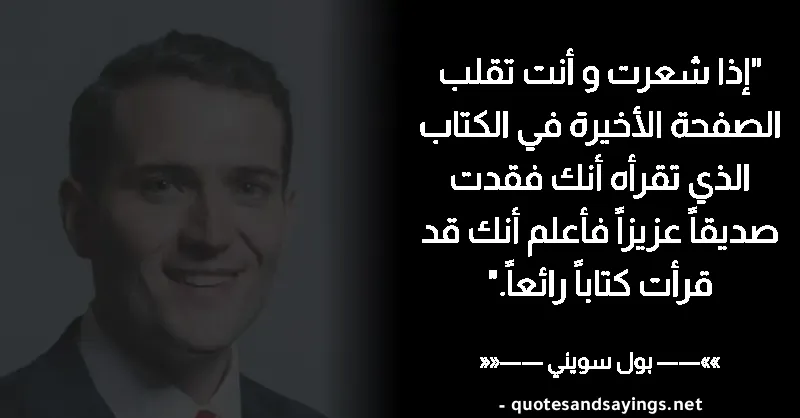 "إذا شعرت و أنت تقلب
الصفحة الأخيرة في الكتاب
الذي تقرأه أنك فقدت
صديقاً عزيزاً فأعلم أنك قد
قرأت كتاباً رائعاً."
»»—— بول سويني ——««
- quotesandsayings.net